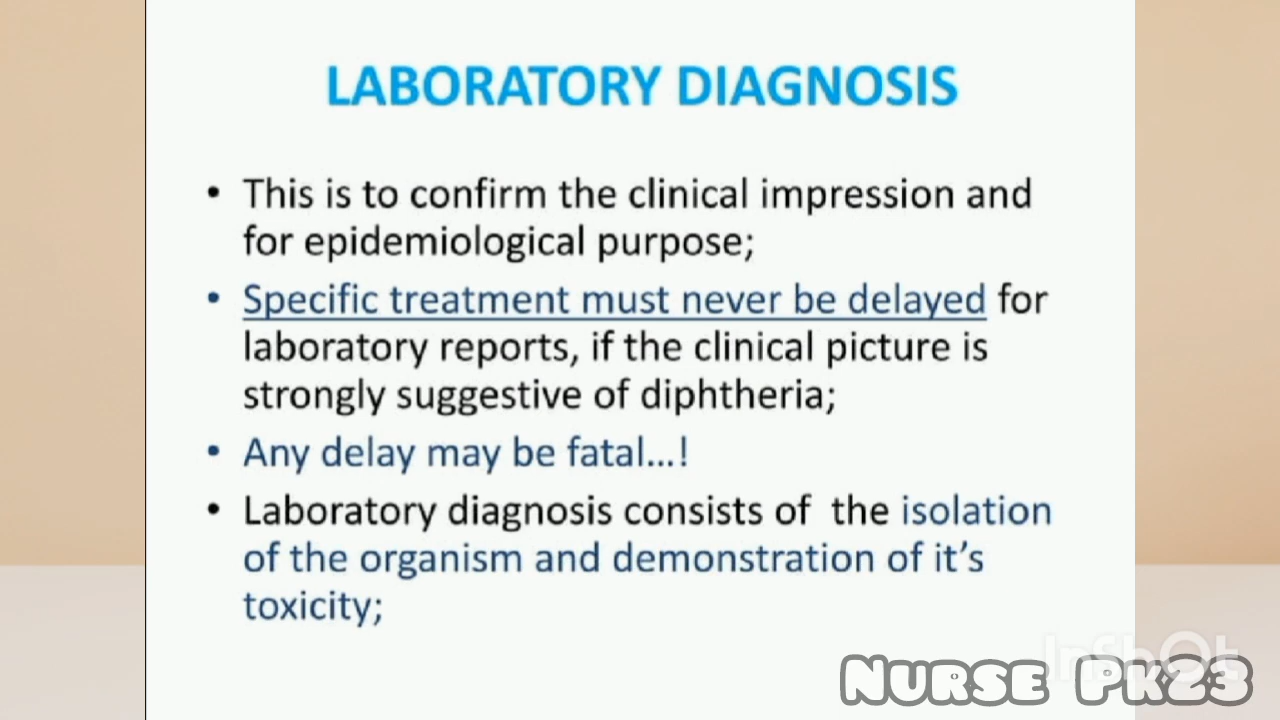 LABORATORY DIAGNOSIS
• This is to confirm the clinical impression and
for epidemiological purpose;
• Specific treatment must never be delayed for
laboratory reports, if the clinical picture is
strongly suggestive of diphtheria;
• Any delay may be fatal...!
• Laboratory diagnosis consists of the isolation
of the organism and demonstration of it's
toxicity;
InShOt
Nurse Pk23